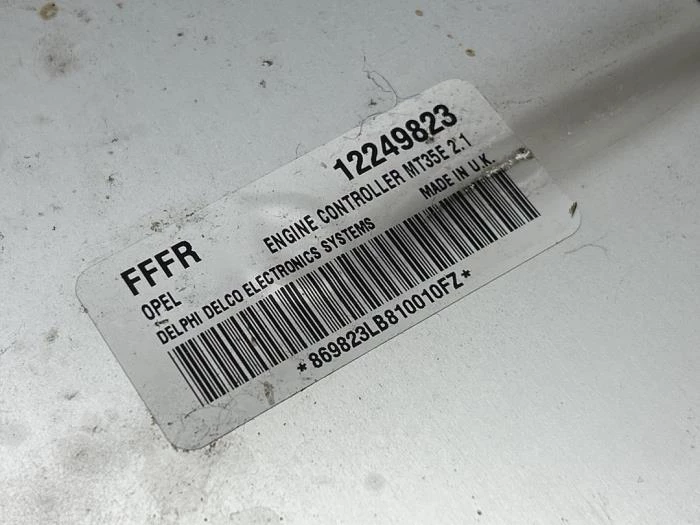 12249823
FFFR
ENGINE CONTROLLER MT35E 2.1
OPEL
MADE IN U.K.
DELPHI DELCO ELECTRONICS SYSTEMS
*869823LB810010FZ*